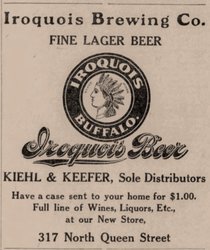 Iroquois Brewing Co.
FINE LAGER BEER
IROQUOIS
BUFFALO.
Iroquois Beer
KIEHL & KEEFER, Sole Distributors
Have a case sent to your home for $1.00.
Full line of Wines, Liquors, Etc.,
at our New Store,
317 North Queen Street